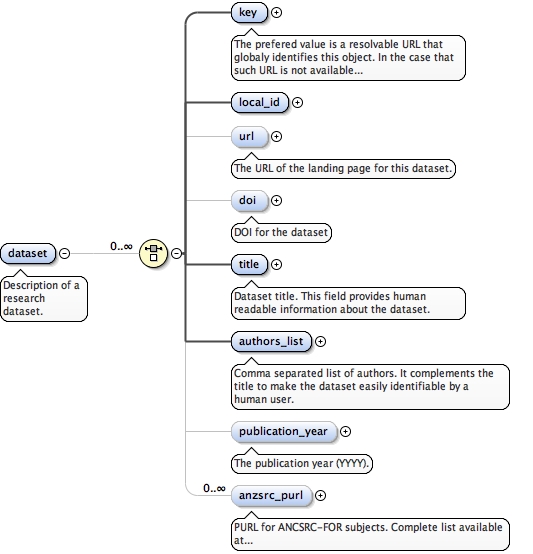 key
The prefered value is a resolvable URL that
globaly identifies this object. In the case that
such URL is not available...
local_id
url
The URL of the landing page for this dataset.
doi
DOI for the dataset
0..∞
dataset
Description of a
research
dataset.
title
Dataset title. This field provides human
readable information about the dataset.
authors_list
Comma separated list of authors. It complements the
title to make the dataset easily identifiable by a
human user.
publication_year
The publication year (YYYY).
0..∞
anzsrc_purl
PURL for ANCSRC-FOR subjects. Complete list available
at...